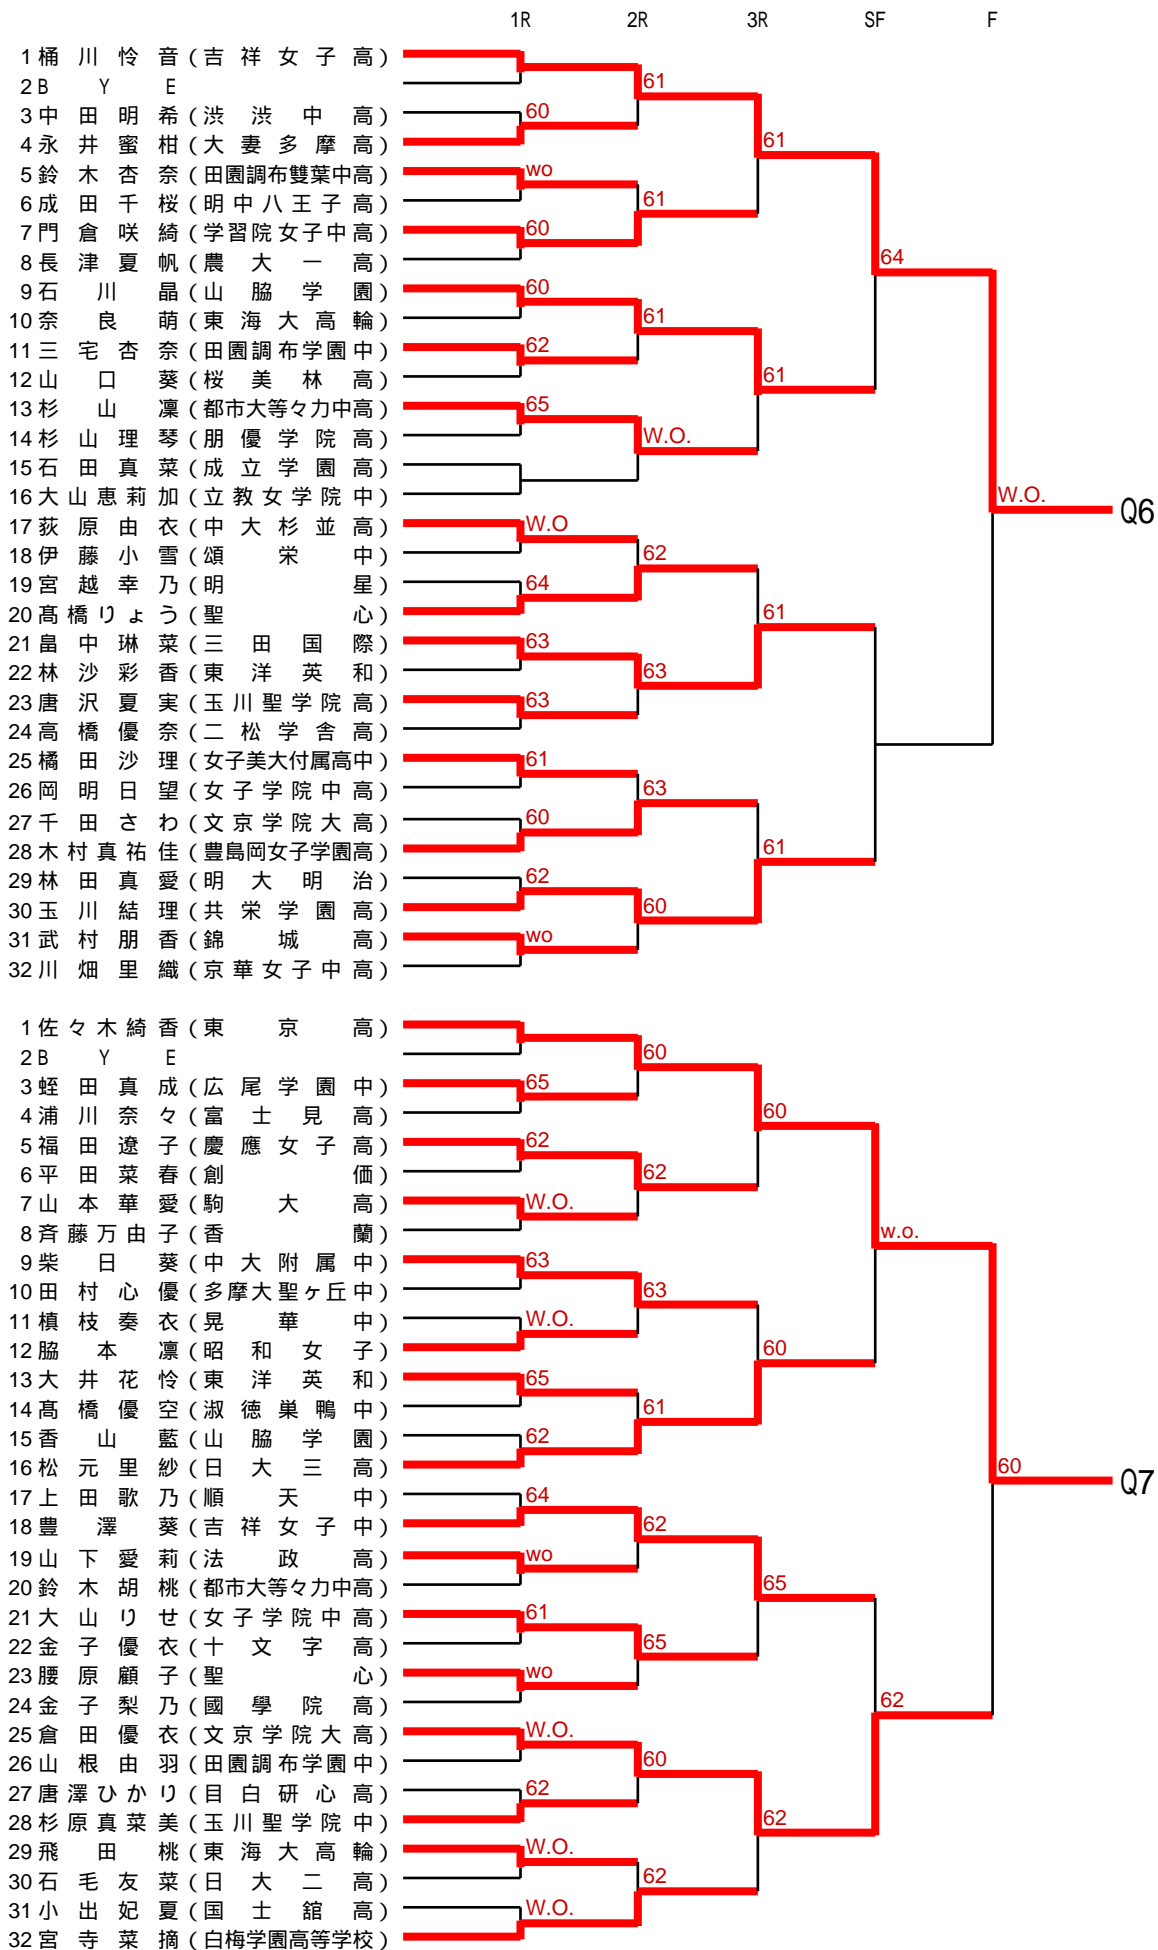 1R 2R 3R SF F
1 桶川怜音 (吉祥女子高)
2 BYE
61
3 中田明希 (渋渋中高)
60
4 永井蜜柑 (大妻多摩高)
61
5 鈴木杏奈 (田園調布雙葉中高)
wo
6 成田千桜 (明中八王子高)
61
7 門倉咲綺 (学習院女子中高)
60
8 長津夏帆 (農大一高)
64
9 石川晶 (山脇学園)
60
10 奈良萌 (東海大高輪)
61
11 三宅杏奈 (田園調布学園中)
62
12 山口葵 (桜美林高)
61
13 杉山凜 (都市大等々力中高)
65
14 杉山理琴 (朋優学院高)
W.O.
15 石田真菜 (成立学園高)
16 大山恵莉加 (立教女学院中)
W.O.
Q6
17 荻原由衣 (中大杉並高)
W.O
18 伊藤小雪 (頌栄中)
62
19 宮越幸乃 (明星)
64
20 髙橋りょう (聖心)
61
21 畠中琳菜 (三田国際)
63
22 林沙彩香 (東洋英和)
63
23 唐沢夏実 (玉川聖学院高)
63
24 高橋優奈 (二松学舎高)
25 橘田沙理 (女子美大付属高中)
61
26 岡明日望 (女子学院中高)
63
27 千田さわ (文京学院大高)
60
28 木村真祐佳 (豊島岡女子学園高)
61
29 林田真愛 (明大明治)
62
30 玉川結理 (共栄学園高)
60
31 武村朋香 (錦城高)
wo
32 川畑里織 (京華女子中高)
1 佐々木綺香 (東京高)
2 BYE
60
3 蛭田真成 (広尾学園中)
65
4 浦川奈々 (富士見高)
60
5 福田遼子 (慶應女子高)
62
6 平田菜春 (創価)
62
7 山本華愛 (駒大高)
W.O.
8 斉藤万由子 (香蘭)
w.o.
9 柴日葵 (中大附属中)
63
10 田村心優 (多摩大聖ヶ丘中)
63
11 槙枝奏衣 (晃華中)
W.O.
12 脇本凛 (昭和女子)
60
13 大井花怜 (東洋英和)
65
14 髙橋優空 (淑徳巣鴨中)
61
15 香山藍 (山脇学園)
62
16 松元里紗 (日大三高)
60
Q7
17 上田歌乃 (順天中)
64
18 豊澤葵 (吉祥女子中)
62
19 山下愛莉 (法政高)
wo
20 鈴木胡桃 (都市大等々力中高)
65
21 大山りせ (女子学院中高)
61
22 金子優衣 (十文字高)
65
23 腰原顧子 (聖心)
wo
24 金子梨乃 (國學院高)
62
25 倉田優衣 (文京学院大高)
W.O.
26 山根由羽 (田園調布学園中)
60
27 唐澤ひかり (目白研心高)
62
28 杉原真菜美 (玉川聖学院中)
62
29 飛田桃 (東海大高輪)
W.O.
30 石毛友菜 (日大二高)
62
31 小出妃夏 (国士舘高)
W.O.
32 宮寺菜摘 (白梅学園高等学校)